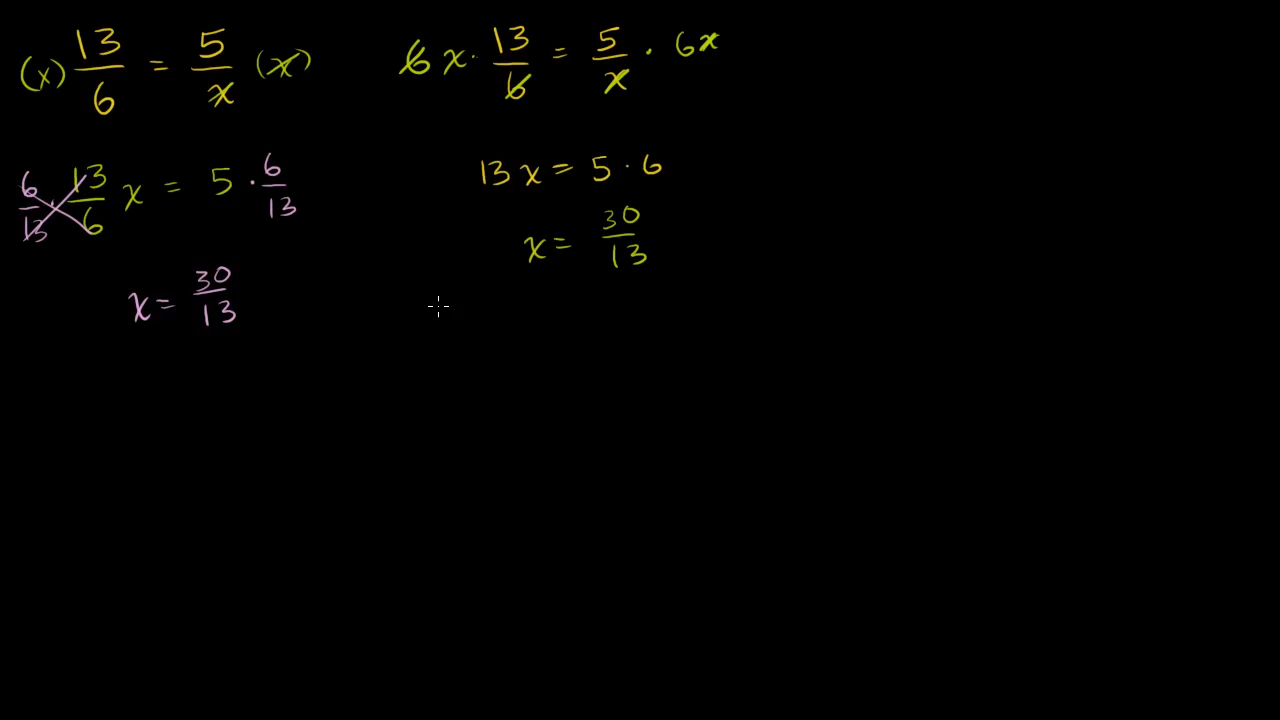 (x) 13/6 = 5/x (x)
6/13 · 13/6 x = 5 · 6/13
x = 30/13
6x · 13/6 = 5/x · 6x
13x = 5 · 6
x = 30/13